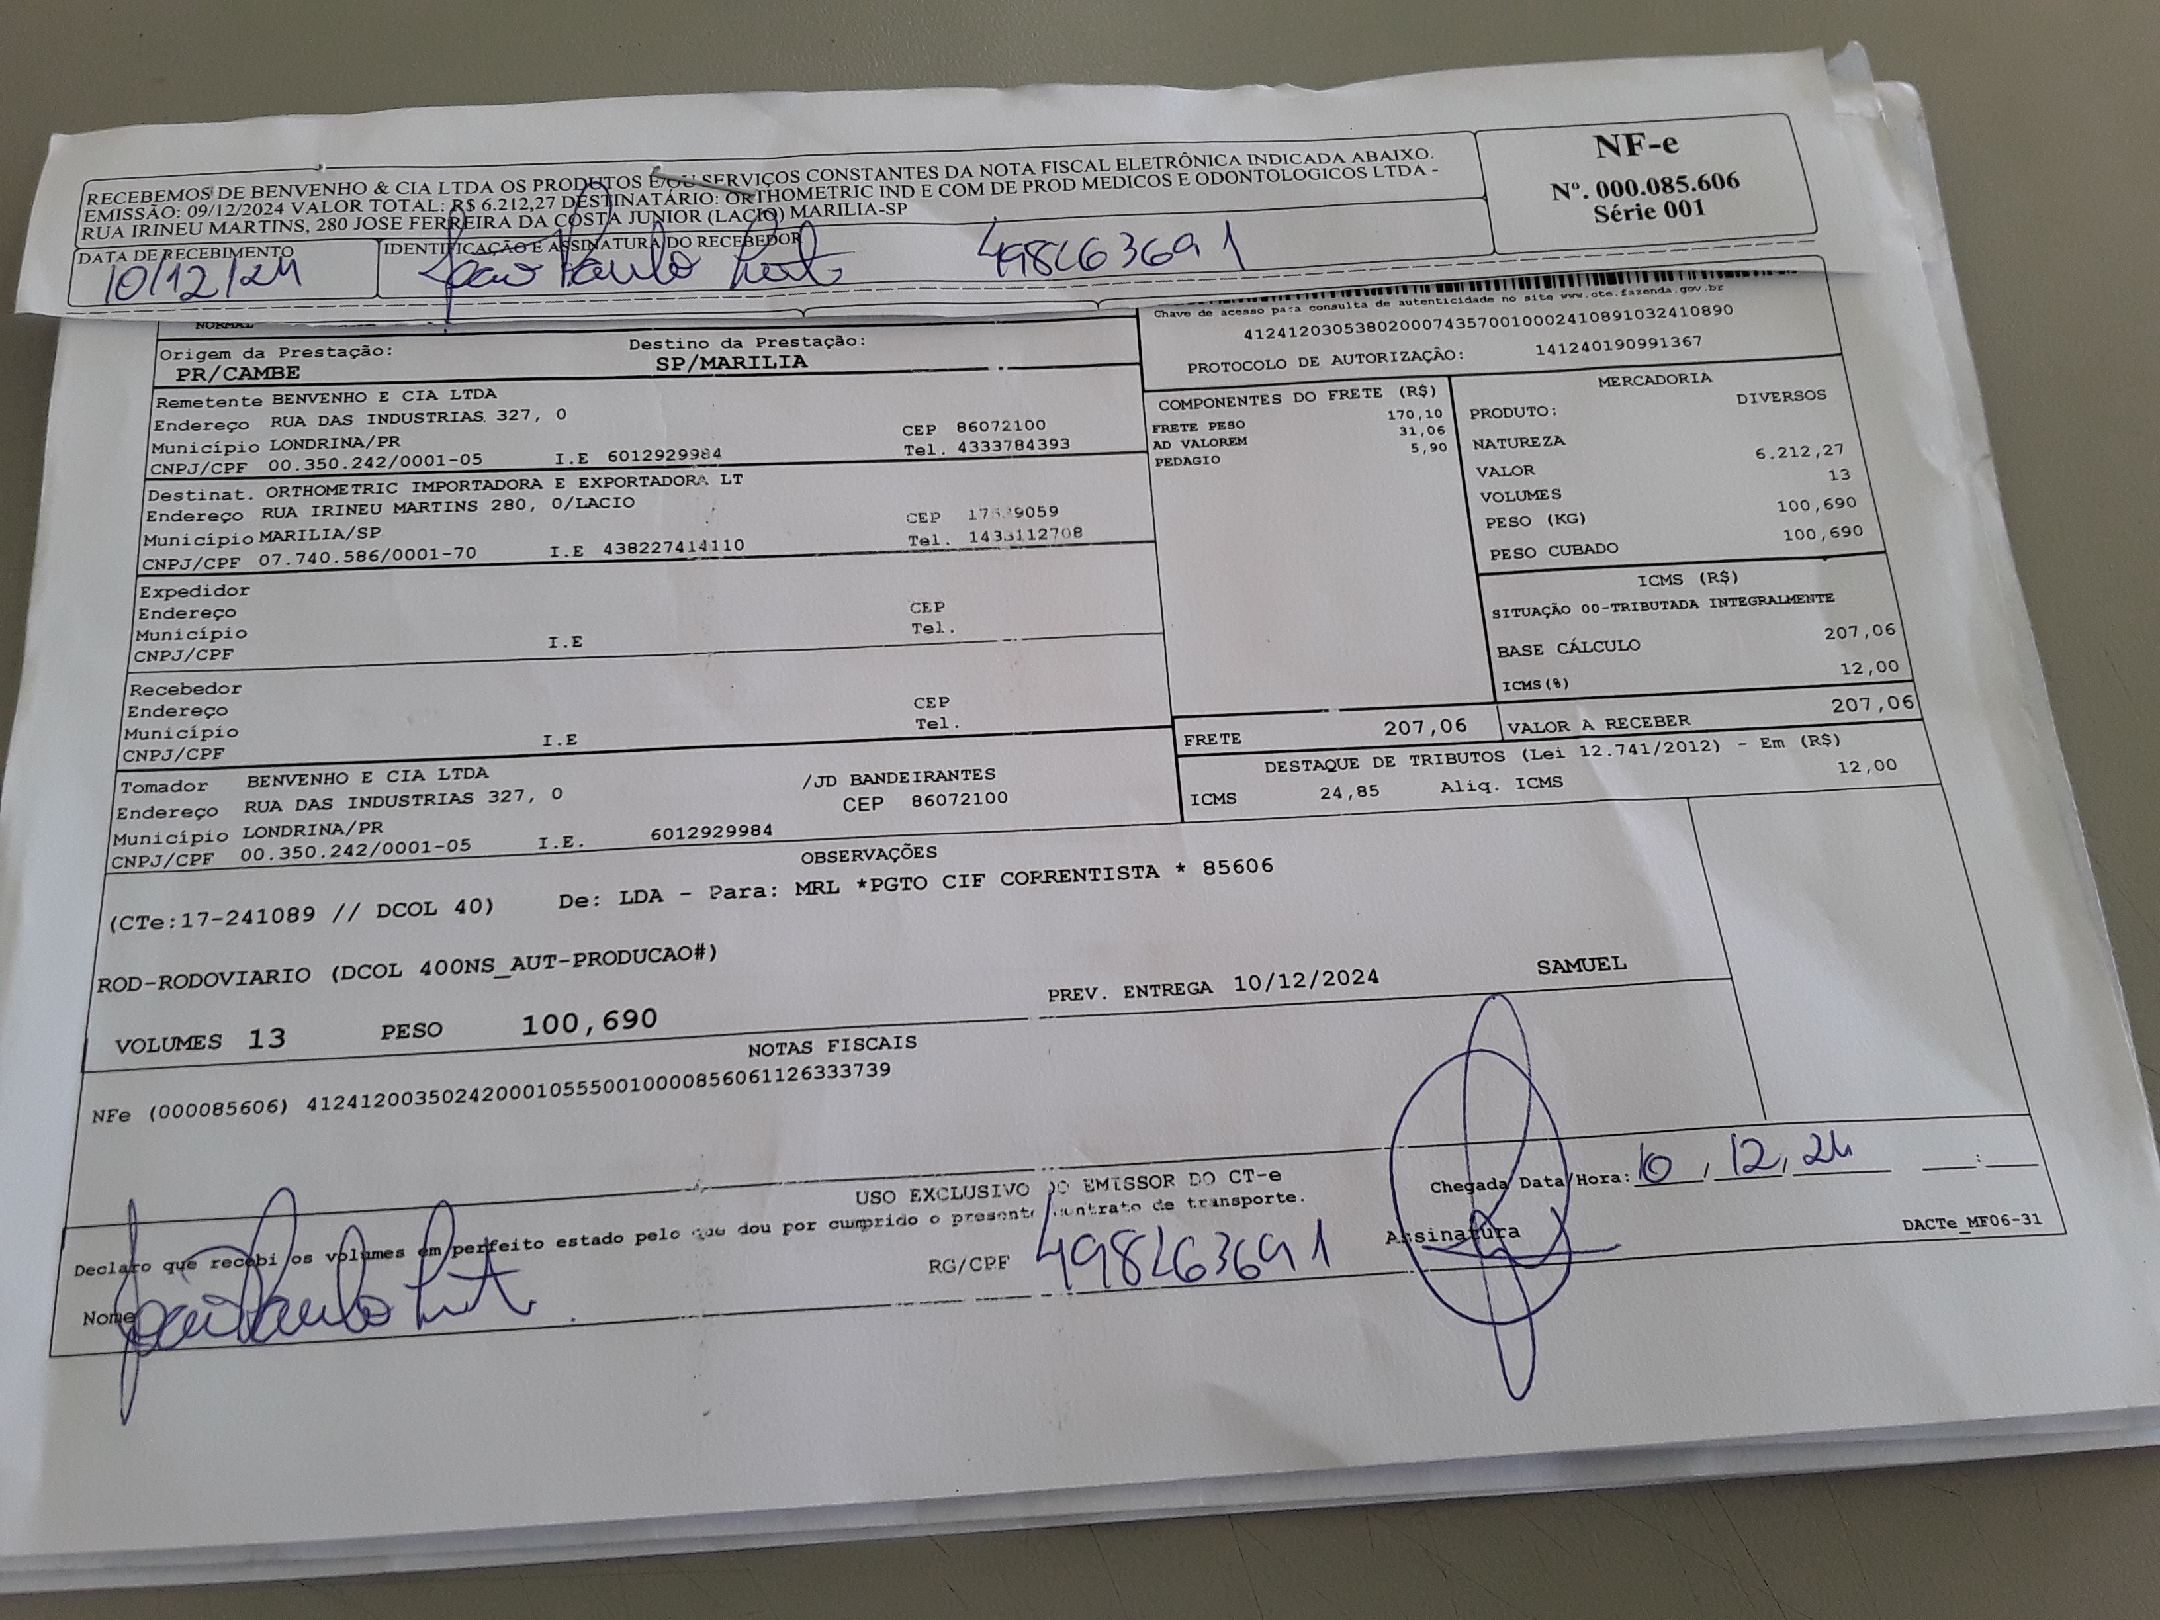 RECEBEMOS DE BENVENHO & CIA LTDA OS PRODUTOS E/OU SERVIÇOS CONSTANTES DA NOTA FISCAL ELETRÔNICA INDICADA ABAIXO.
EMISSÃO: 09/12/2024 VALOR TOTAL: R$ 6.212,27 DESTINATÁRIO: ORTHOMETRIC IND E COM DE PROD MEDICOS E ODONTOLOGICOS LTDA -
RUA IRINEU MARTINS, 280 JOSE FERREIRA DA COSTA JUNIOR (LACIO) MARILIA-SP
NF-e
Nº. 000.085.606
Série 001
DATA DE RECEBIMENTO
10/12/24
IDENTIFICAÇÃO E ASSINATURA DO RECEBEDOR
João Paulo
498463691
NORMAL
Chave de acesso para consulta de autenticidade no site www.cte.fazenda.gov.br
41241203053802000743570010002410891032410890
PROTOCOLO DE AUTORIZAÇÃO: 141240190991367
Origem da Prestação: Destino da Prestação:
PR/CAMBE SP/MARILIA
Remetente BENVENHO E CIA LTDA
Endereço RUA DAS INDUSTRIAS 327, 0
Município LONDRINA/PR CEP 86072100
CNPJ/CPF 00.350.242/0001-05 I.E 6012929984 Tel. 4333784393
Destinat. ORTHOMETRIC IMPORTADORA E EXPORTADORA LT
Endereço RUA IRINEU MARTINS 280, 0/LACIO
Município MARILIA/SP CEP
CNPJ/CPF 07.740.586/0001-70 I.E 438227414110 Tel. 1433112708
Expedidor
Endereço
Município CEP
CNPJ/CPF I.E Tel.
Recebedor
Endereço
Município CEP
CNPJ/CPF I.E Tel.
Tomador BENVENHO E CIA LTDA
Endereço RUA DAS INDUSTRIAS 327, 0 /JD BANDEIRANTES
Município LONDRINA/PR CEP 86072100
CNPJ/CPF 00.350.242/0001-05 I.E. 6012929984
COMPONENTES DO FRETE (R$)
FRETE PESO 170,10
AD VALOREM 31,06
PEDAGIO 5,90
MERCADORIA
PRODUTO: DIVERSOS
NATUREZA
VALOR 6.212,27
VOLUMES 13
PESO (KG) 100,690
PESO CUBADO 100,690
ICMS (R$)
SITUAÇÃO 00-TRIBUTADA INTEGRALMENTE
BASE CÁLCULO 207,06
ICMS(%) 12,00
FRETE 207,06 VALOR A RECEBER 207,06
DESTAQUE DE TRIBUTOS (Lei 12.741/2012) - Em (R$)
ICMS 24,85 Aliq. ICMS 12,00
OBSERVAÇÕES
(CTe:17-241089 // DCOL 40) De: LDA - Para: MRL *PGTO CIF CORRENTISTA * 85606
ROD-RODOVIARIO (DCOL 400NS_AUT-PRODUCAO#)
PREV. ENTREGA 10/12/2024 SAMUEL
VOLUMES 13 PESO 100,690
NOTAS FISCAIS
NFe (000085606) 41241200350242000105550010000856061126333739
USO EXCLUSIVO DO EMISSOR DO CT-e
Declaro que recebi os volumes em perfeito estado pelo que dou por cumprido o presente contrato de transporte.
Chegada Data/Hora: 10, 12, 24 :
Nome João Paulo
RG/CPF 498463691
Assinatura
DACTe_MF06-31